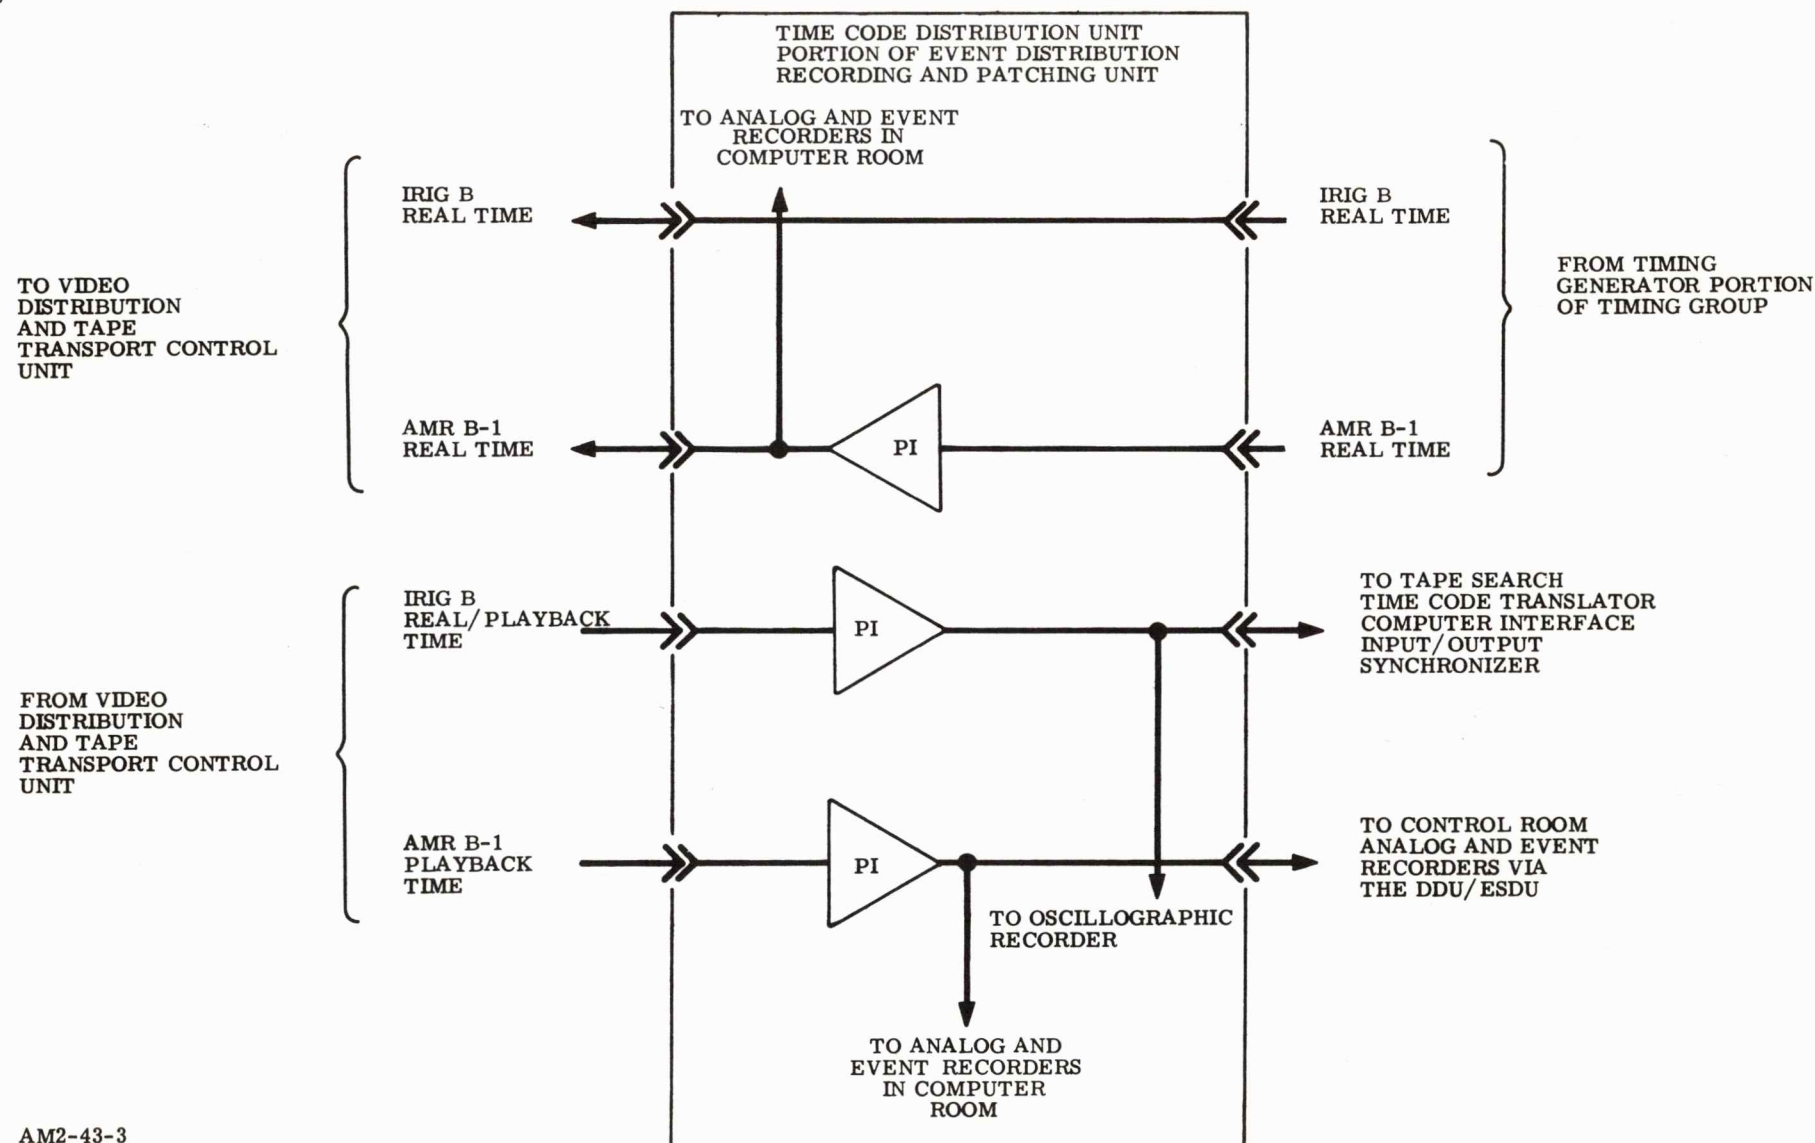 TIME CODE DISTRIBUTION UNIT
PORTION OF EVENT DISTRIBUTION
RECORDING AND PATCHING UNIT
TO ANALOG AND EVENT
RECORDERS IN
COMPUTER ROOM
IRIG B
REAL TIME
IRIG B
REAL TIME
TO VIDEO
DISTRIBUTION
AND TAPE
TRANSPORT CONTROL
UNIT
FROM TIMING
GENERATOR PORTION
OF TIMING GROUP
AMR B-1
REAL TIME
PI
AMR B-1
REAL TIME
IRIG B
REAL/PLAYBACK
TIME
PI
TO TAPE SEARCH
TIME CODE TRANSLATOR
COMPUTER INTERFACE
INPUT/OUTPUT
SYNCHRONIZER
FROM VIDEO
DISTRIBUTION
AND TAPE
TRANSPORT CONTROL
UNIT
AMR B-1
PLAYBACK
TIME
PI
TO CONTROL ROOM
ANALOG AND EVENT
RECORDERS VIA
THE DDU/ESDU
TO OSCILLOGRAPHIC
RECORDER
TO ANALOG AND
EVENT RECORDERS
IN COMPUTER
ROOM
AM2-43-3